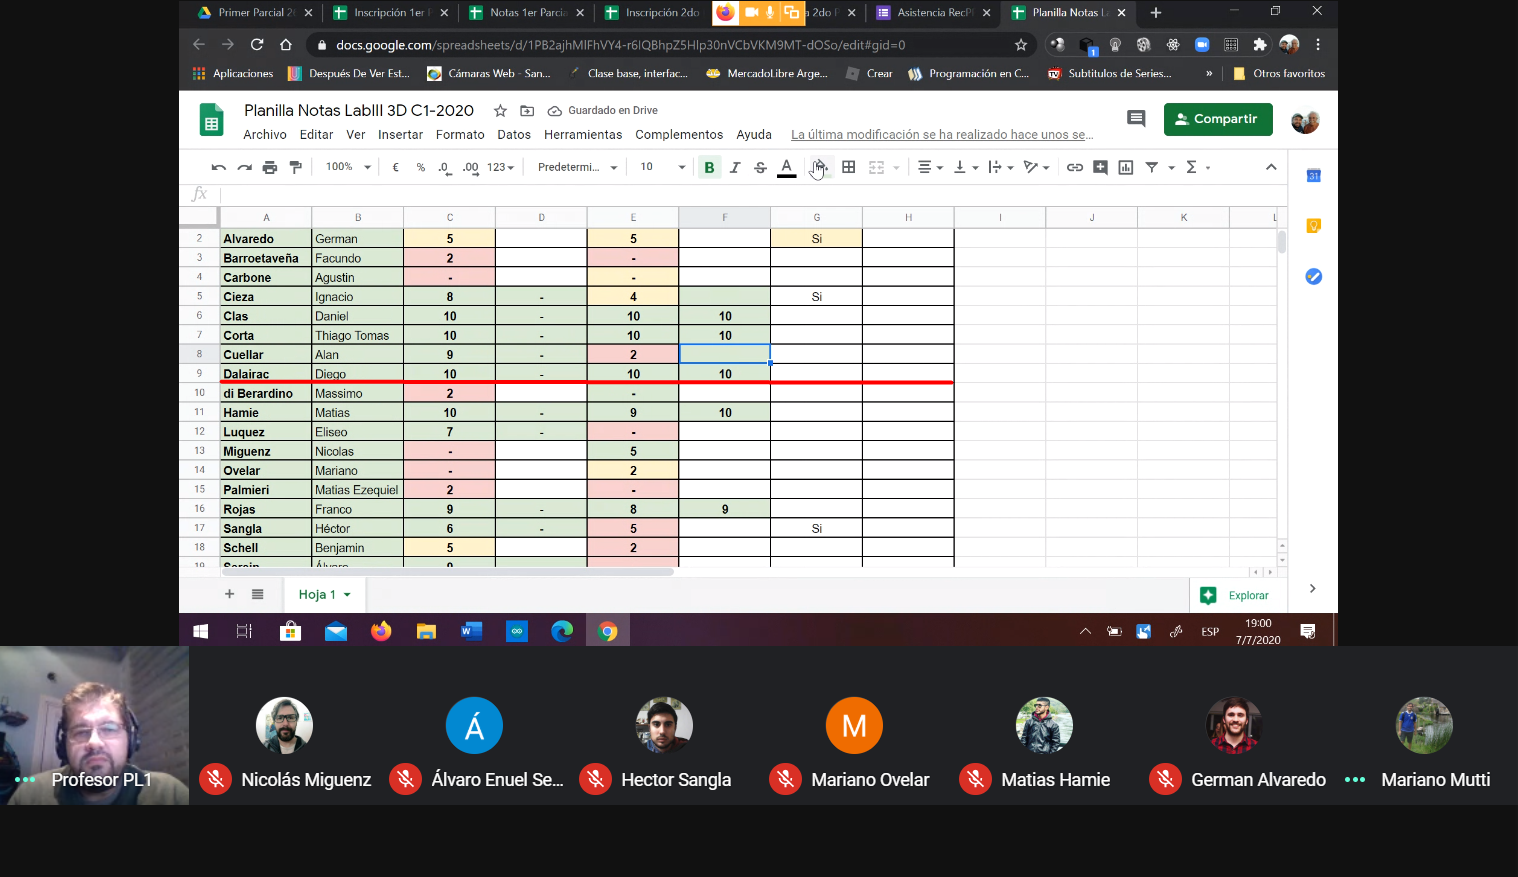 Primer Parcial 2
Inscripción 1er
Notas 1er Parcia
Inscripción 2do
a 2do
Asistencia RecP
Planilla Notas L
docs.google.com/spreadsheets/d/1PB2ajhMIFhVY4-r6IQBhpZ5Hlp30nVCbVKM9MT-dOSo/edit#gid=0
1
Aplicaciones
Después De Ver Est...
Cámaras Web - San...
Clase base, interfac...
MercadoLibre Arge...
Crear
Programación en C...
Subtitulos de Series...
»
Otros favoritos
Planilla Notas LabIII 3D C1-2020
Guardado en Drive
Archivo Editar Ver Insertar Formato Datos Herramientas Complementos Ayuda
La última modificación se ha realizado hace unos se...
Compartir
100% € % .0 .00 123 Predetermi... 10 B I S A Σ
31
fx
A B C D E F G H I J K L
2 Alvaredo German 5 5 Si
3 Barroetaveña Facundo 2 -
4 Carbone Agustin - -
5 Cieza Ignacio 8 - 4 Si
6 Clas Daniel 10 - 10 10
7 Corta Thiago Tomas 10 - 10 10
8 Cuellar Alan 9 - 2
9 Dalairac Diego 10 - 10 10
10 di Berardino Massimo 2 -
11 Hamie Matias 10 - 9 10
12 Luquez Eliseo 7 - -
13 Miguenz Nicolas - 5
14 Ovelar Mariano - 2
15 Palmieri Matias Ezequiel 2 -
16 Rojas Franco 9 - 8 9
17 Sangla Héctor 6 - 5 Si
18 Schell Benjamin 5 2
19 Álvaro 9
Hoja 1
Explorar
ESP
19:00
7/7/2020
Á
M
Profesor PL1
Nicolás Miguenz
Álvaro Enuel Se...
Hector Sangla
Mariano Ovelar
Matias Hamie
German Alvaredo
Mariano Mutti